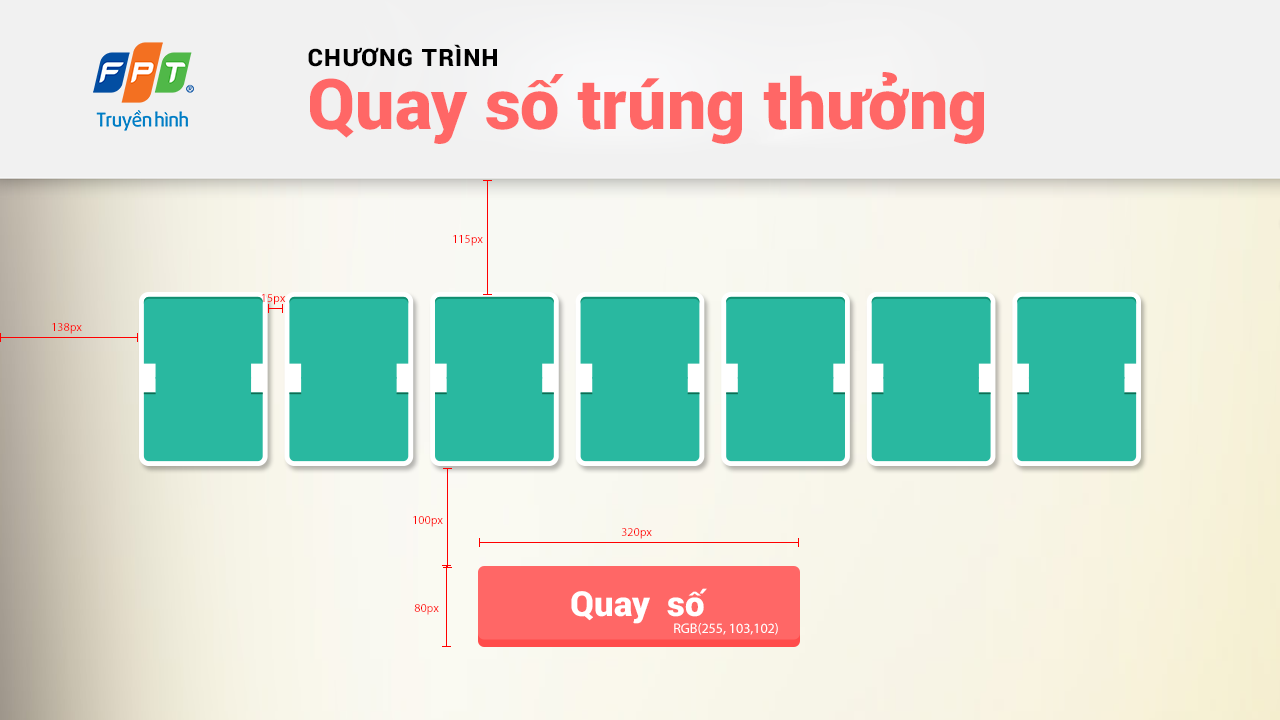 FPT®
Truyền hình
CHƯƠNG TRÌNH
Quay số trúng thưởng
115px
15px
138px
100px
320px
80px
Quay số
RGB(255, 103,102)